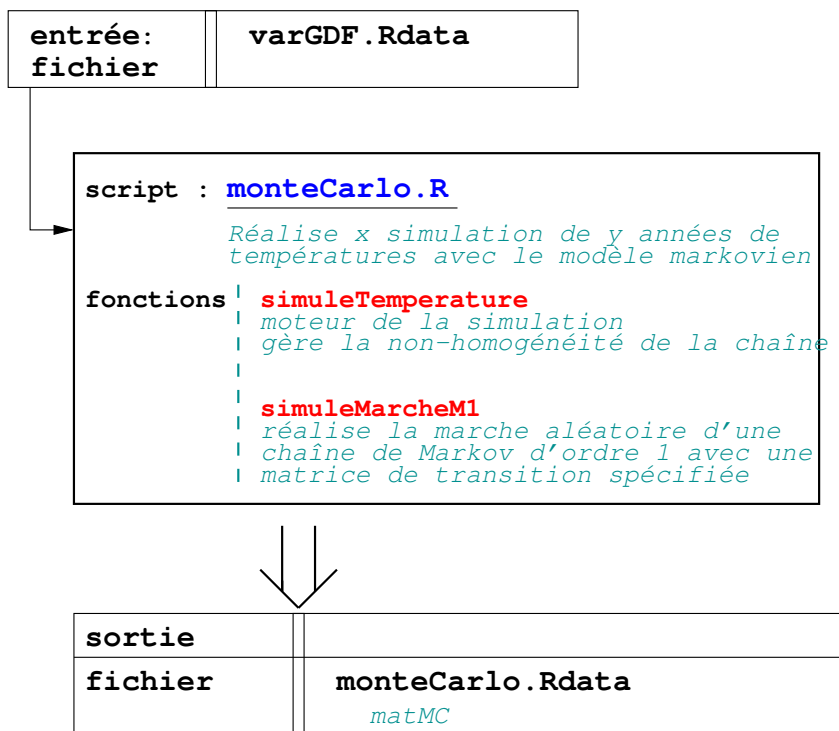 entrée: varGDF.Rdata
fichier
script : monteCarlo.R
Réalise x simulation de y années de
températures avec le modèle markovien
fonctions simuleTemperature
moteur de la simulation
gère la non-homogénéité de la chaîne
simuleMarcheM1
réalise la marche aléatoire d'une
chaîne de Markov d'ordre 1 avec une
matrice de transition spécifiée
sortie
fichier monteCarlo.Rdata
matMC